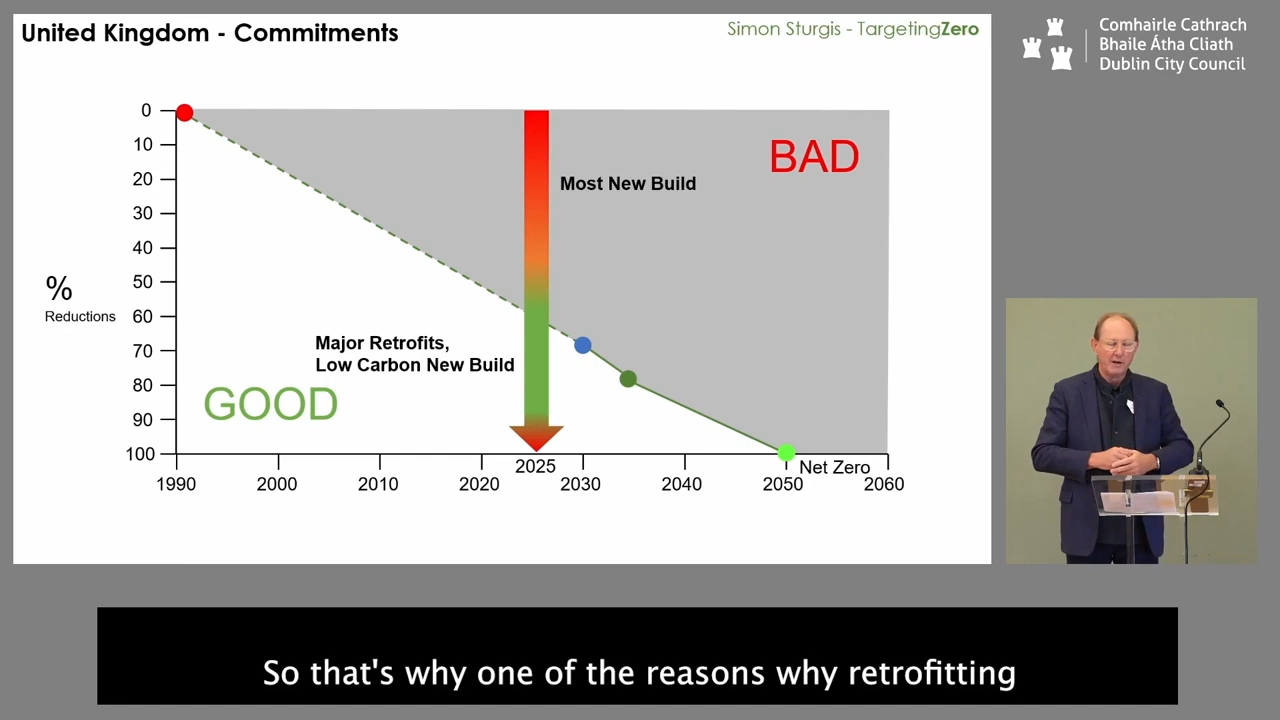 United Kingdom - Commitments
Simon Sturgis - TargetingZero
Comhairle Cathrach
Bhaile Átha Cliath
Dublin City Council
0
10
20
30
40
50
60
70
80
90
100
%
Reductions
BAD
Most New Build
Major Retrofits,
Low Carbon New Build
GOOD
2025
Net Zero
1990
2000
2010
2020
2030
2040
2050
2060
So that's why one of the reasons why retrofitting